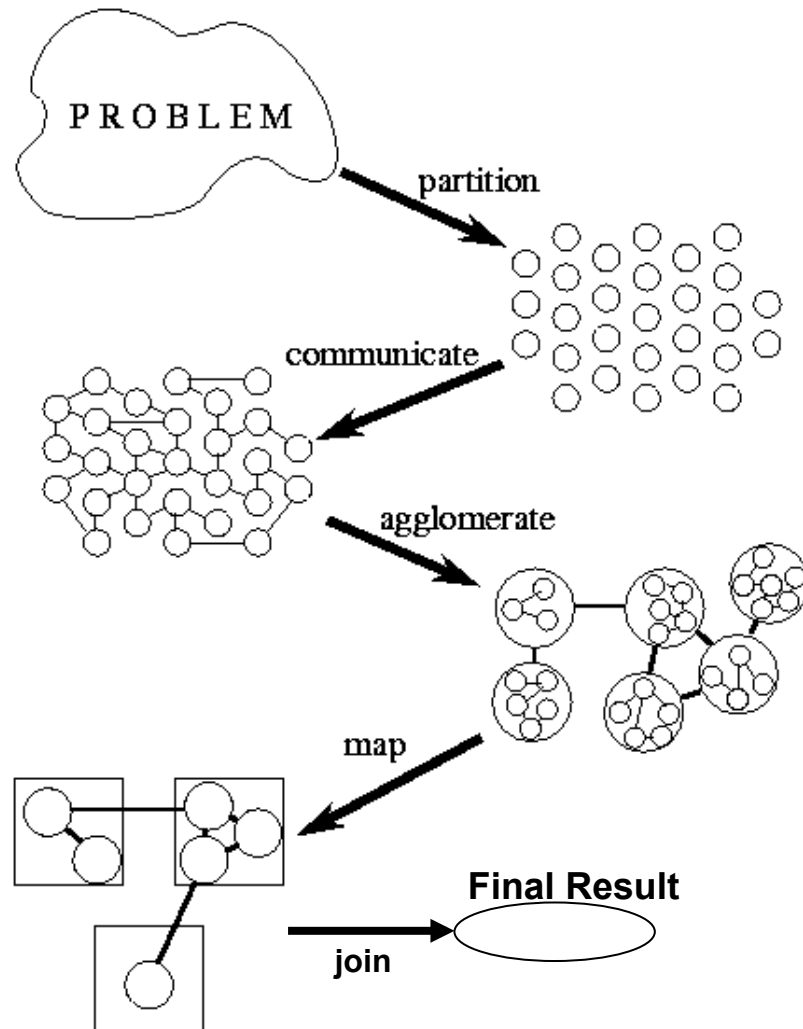 PROBLEM
partition
communicate
agglomerate
map
Final Result
join